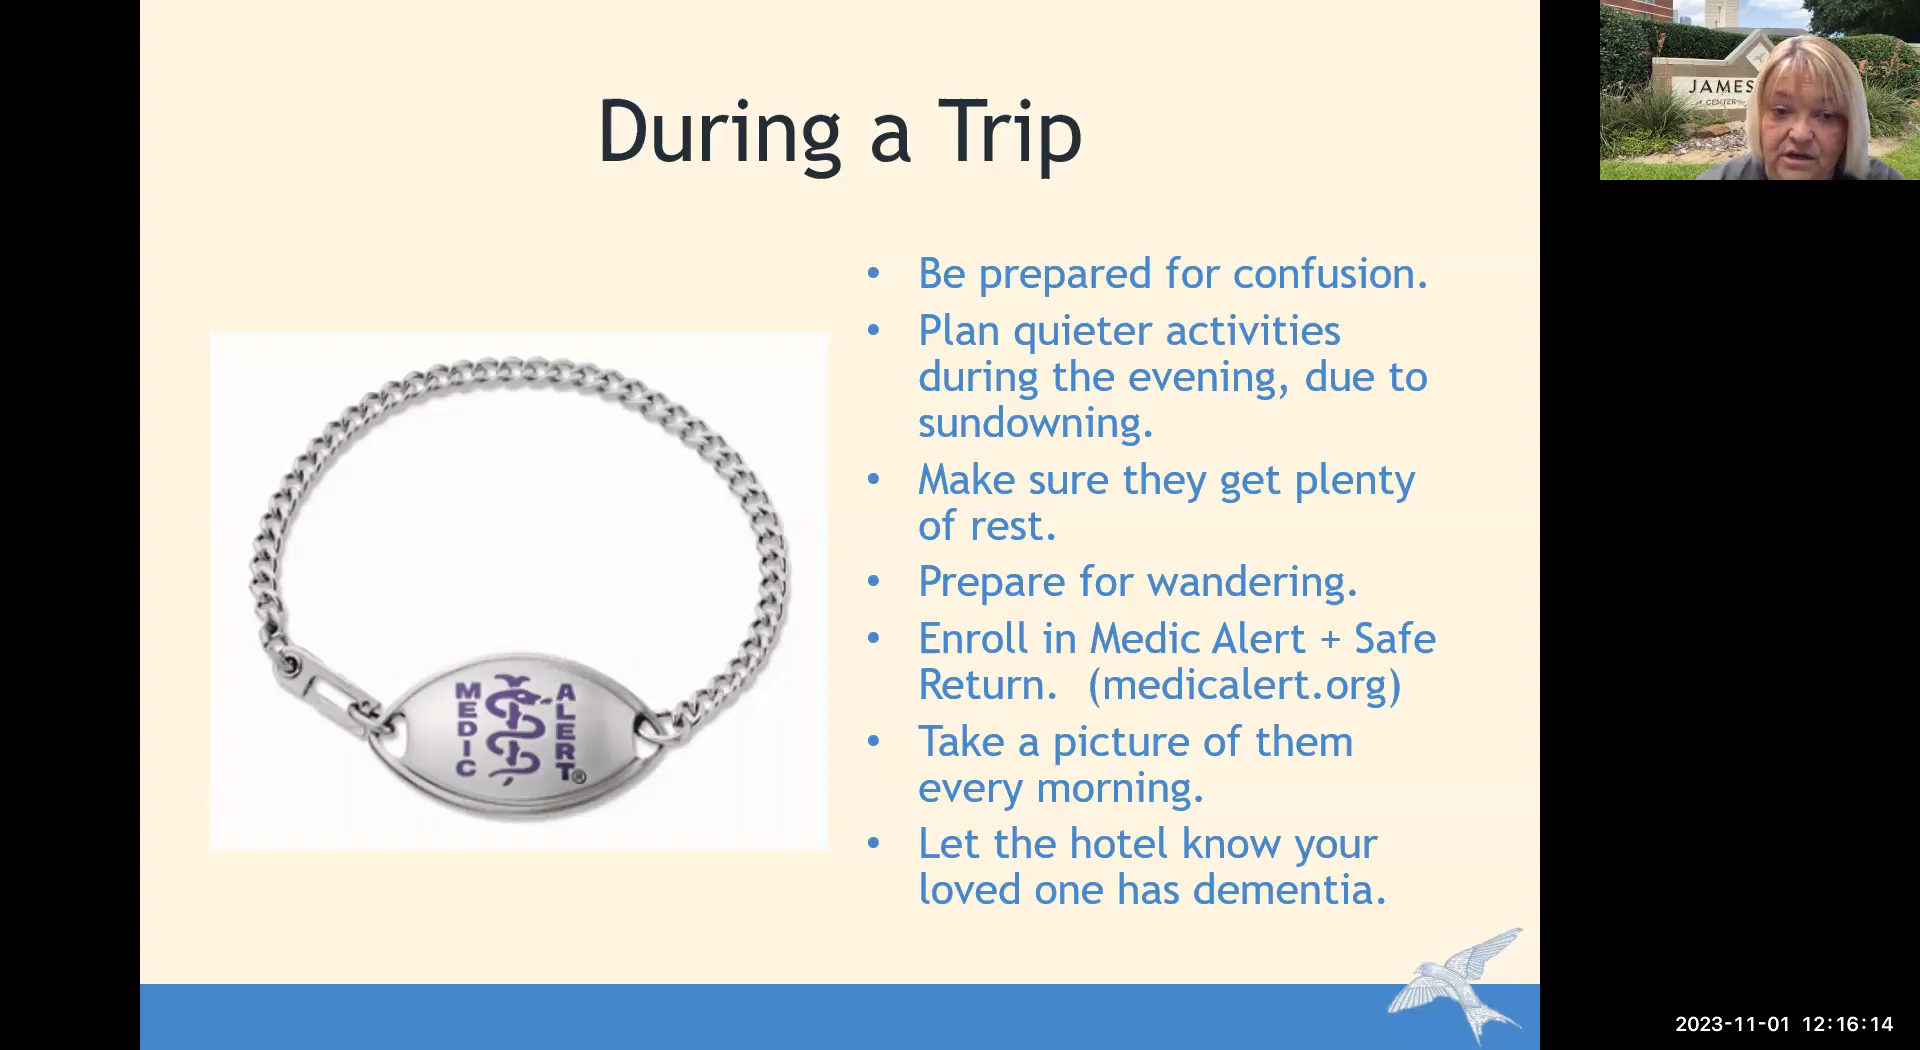 During a Trip
• Be prepared for confusion.
• Plan quieter activities
during the evening, due to
sundowning.
• Make sure they get plenty
of rest.
• Prepare for wandering.
• Enroll in Medic Alert + Safe
Return. (medicalert.org)
• Take a picture of them
every morning.
• Let the hotel know your
loved one has dementia.
MEDIC ALERT®
JAMES
CENTER
2023-11-01 12:16:14